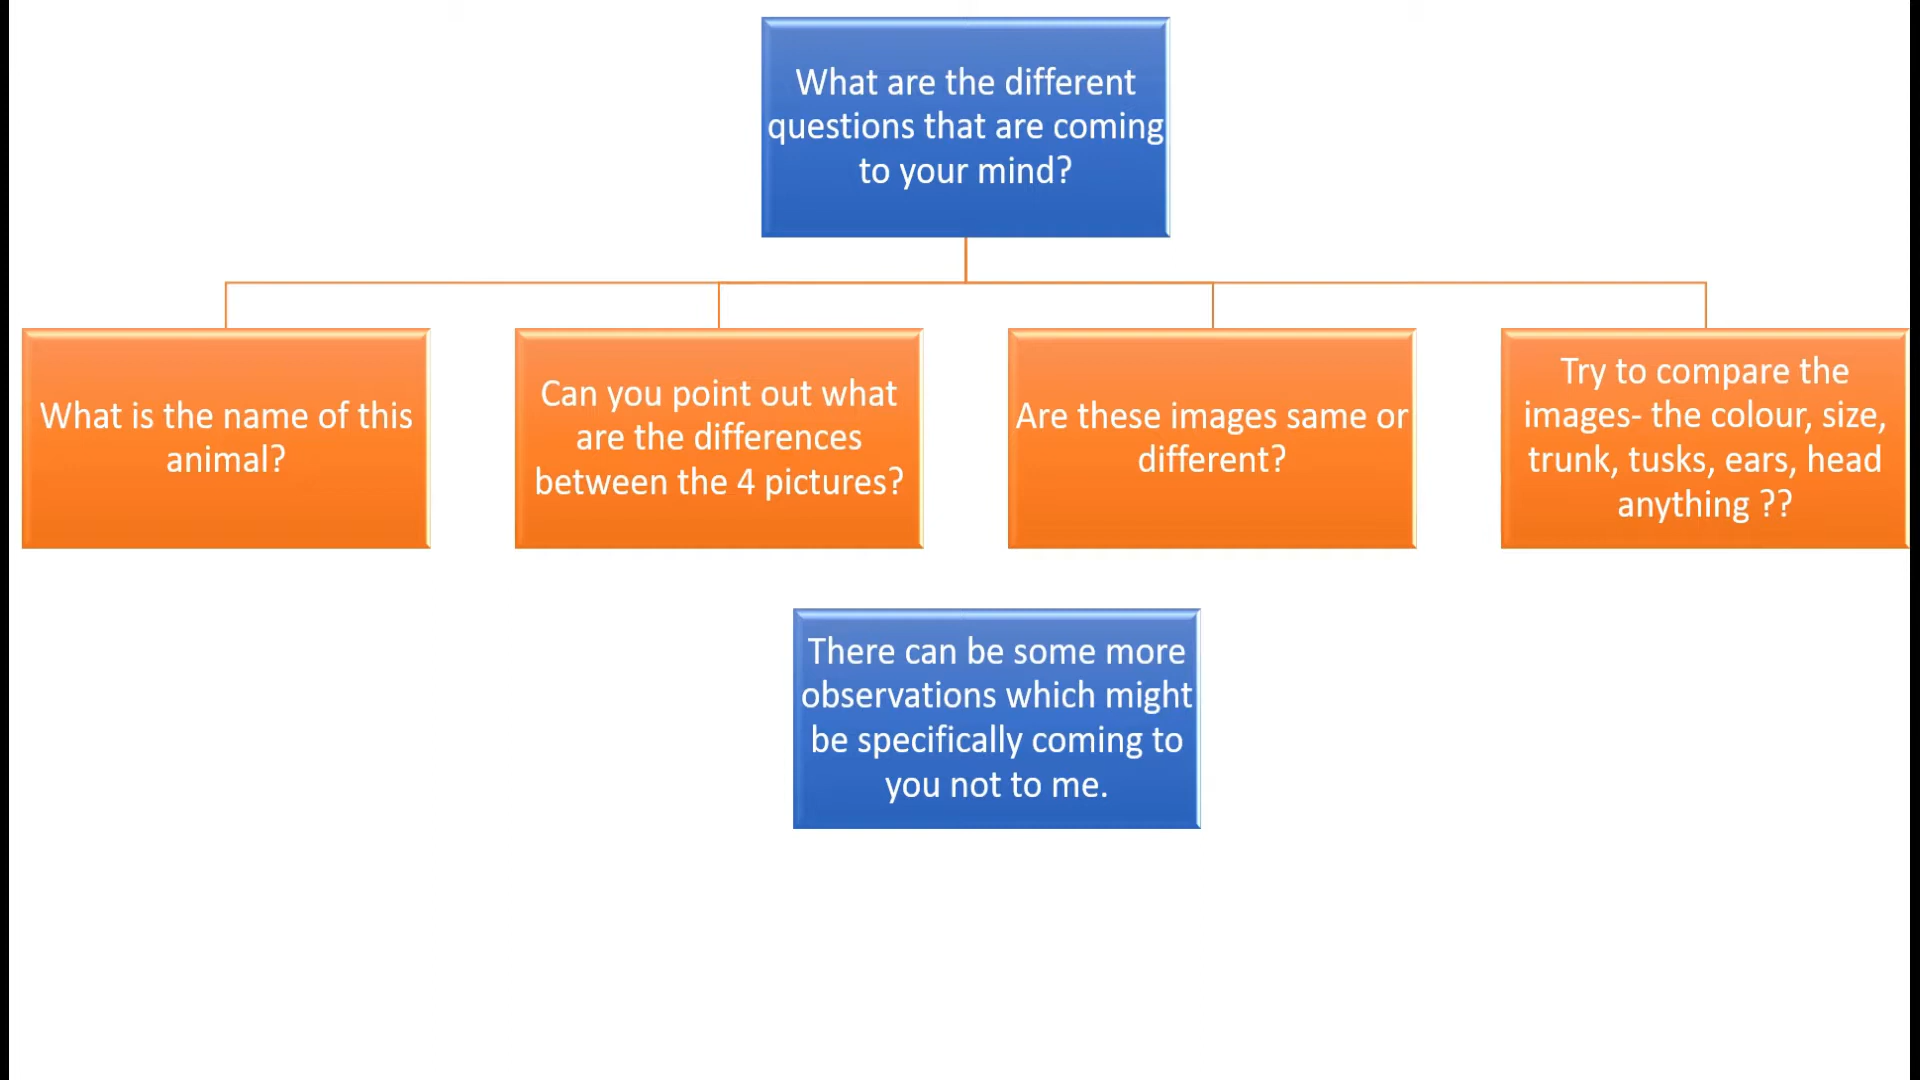 What are the different
questions that are coming
to your mind?
What is the name of this
animal?
Can you point out what
are the differences
between the 4 pictures?
Are these images same or
different?
Try to compare the
images- the colour, size,
trunk, tusks, ears, head
anything ??
There can be some more
observations which might
be specifically coming to
you not to me.